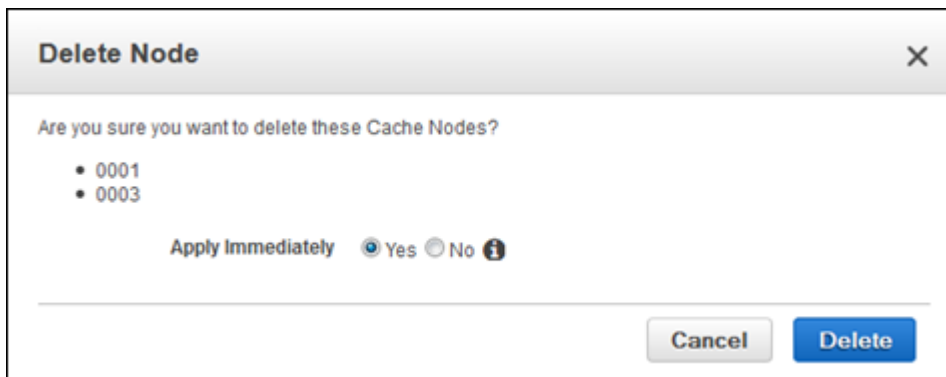 Delete Node
Are you sure you want to delete these Cache Nodes?
• 0001
• 0003
Apply Immediately Yes No
Cancel Delete